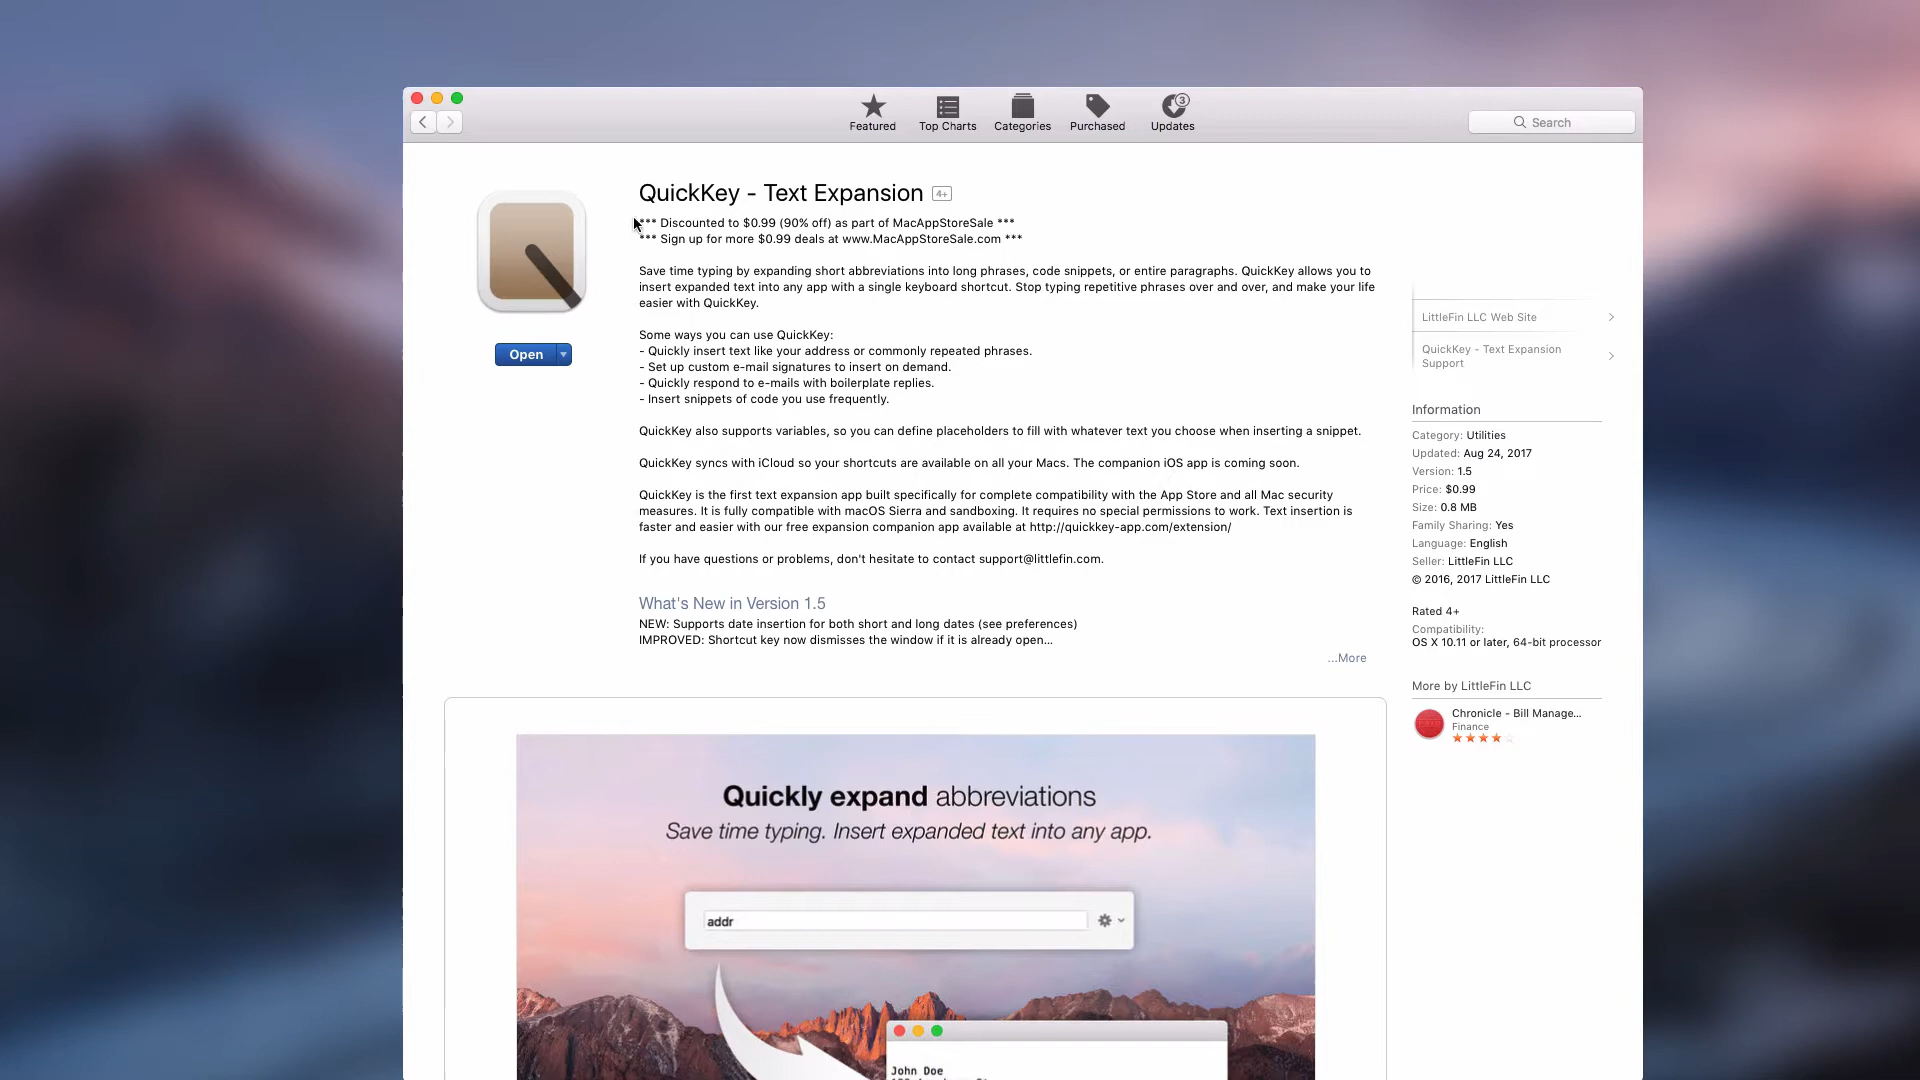 Featured
Top Charts
Categories
Purchased
3
Updates
Search
QuickKey - Text Expansion 4+
*** Discounted to $0.99 (90% off) as part of MacAppStoreSale ***
*** Sign up for more $0.99 deals at www.MacAppStoreSale.com ***
Save time typing by expanding short abbreviations into long phrases, code snippets, or entire paragraphs. QuickKey allows you to
insert expanded text into any app with a single keyboard shortcut. Stop typing repetitive phrases over and over, and make your life
easier with QuickKey.
Some ways you can use QuickKey:
- Quickly insert text like your address or commonly repeated phrases.
- Set up custom e-mail signatures to insert on demand.
- Quickly respond to e-mails with boilerplate replies.
- Insert snippets of code you use frequently.
QuickKey also supports variables, so you can define placeholders to fill with whatever text you choose when inserting a snippet.
QuickKey syncs with iCloud so your shortcuts are available on all your Macs. The companion iOS app is coming soon.
QuickKey is the first text expansion app built specifically for complete compatibility with the App Store and all Mac security
measures. It is fully compatible with macOS Sierra and sandboxing. It requires no special permissions to work. Text insertion is
faster and easier with our free expansion companion app available at http://quickkey-app.com/extension/
If you have questions or problems, don't hesitate to contact support@littlefin.com.
What's New in Version 1.5
NEW: Supports date insertion for both short and long dates (see preferences)
IMPROVED: Shortcut key now dismisses the window if it is already open...
...More
Open
LittleFin LLC Web Site
QuickKey - Text Expansion
Support
Information
Category: Utilities
Updated: Aug 24, 2017
Version: 1.5
Price: $0.99
Size: 0.8 MB
Family Sharing: Yes
Language: English
Seller: LittleFin LLC
© 2016, 2017 LittleFin LLC
Rated 4+
Compatibility:
OS X 10.11 or later, 64-bit processor
More by LittleFin LLC
Chronicle - Bill Manage...
Finance
Quickly expand abbreviations
Save time typing. Insert expanded text into any app.
addr
John Doe